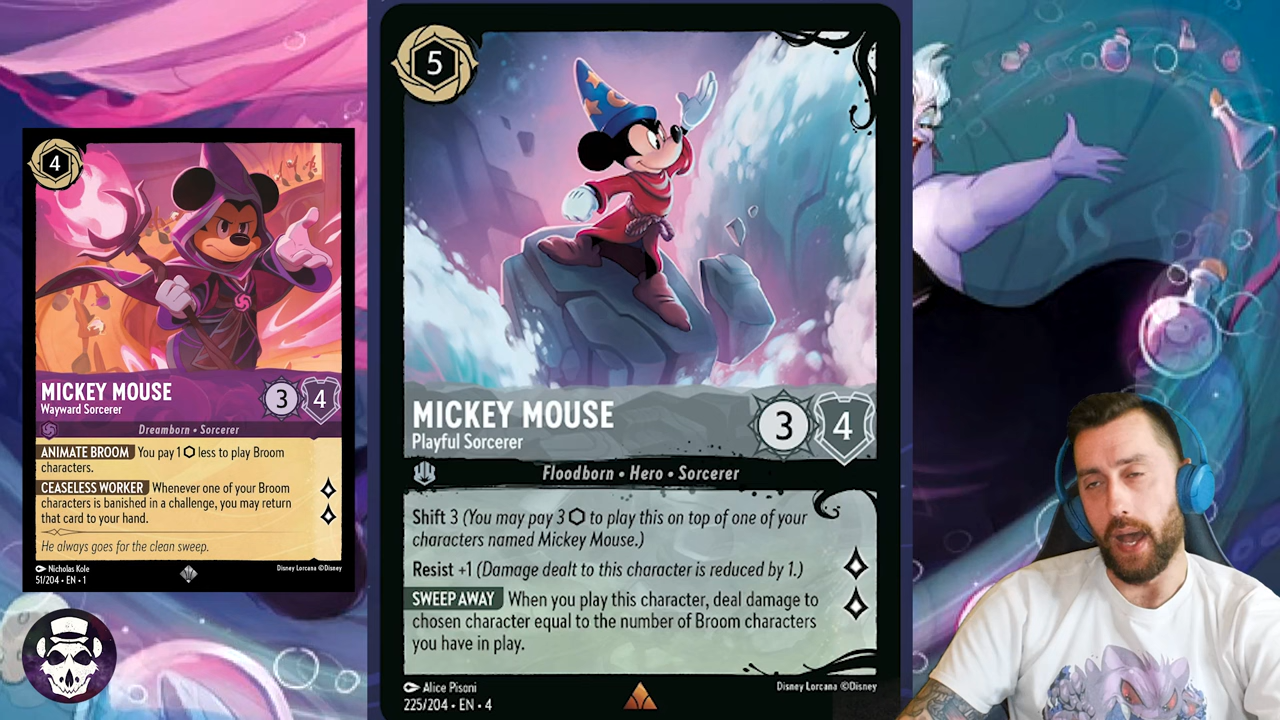 4
MICKEY MOUSE
Wayward Sorcerer
3 4
Dreamborn • Sorcerer
ANIMATE BROOM You pay 1 ⬡ less to play Broom
characters.
CEASELESS WORKER Whenever one of your Broom
characters is banished in a challenge, you may return
that card to your hand.
He always goes for the clean sweep.
Nicholas Kole
Disney Lorcana ©Disney
51/204 • EN • 1
5
MICKEY MOUSE
Playful Sorcerer
3 4
Floodborn • Hero • Sorcerer
Shift 3 (You may pay 3 ⬡ to play this on top of one of your
characters named Mickey Mouse.)
Resist +1 (Damage dealt to this character is reduced by 1.)
SWEEP AWAY When you play this character, deal damage to
chosen character equal to the number of Broom characters
you have in play.
Alice Pisoni
Disney Lorcana ©Disney
225/204 • EN • 4